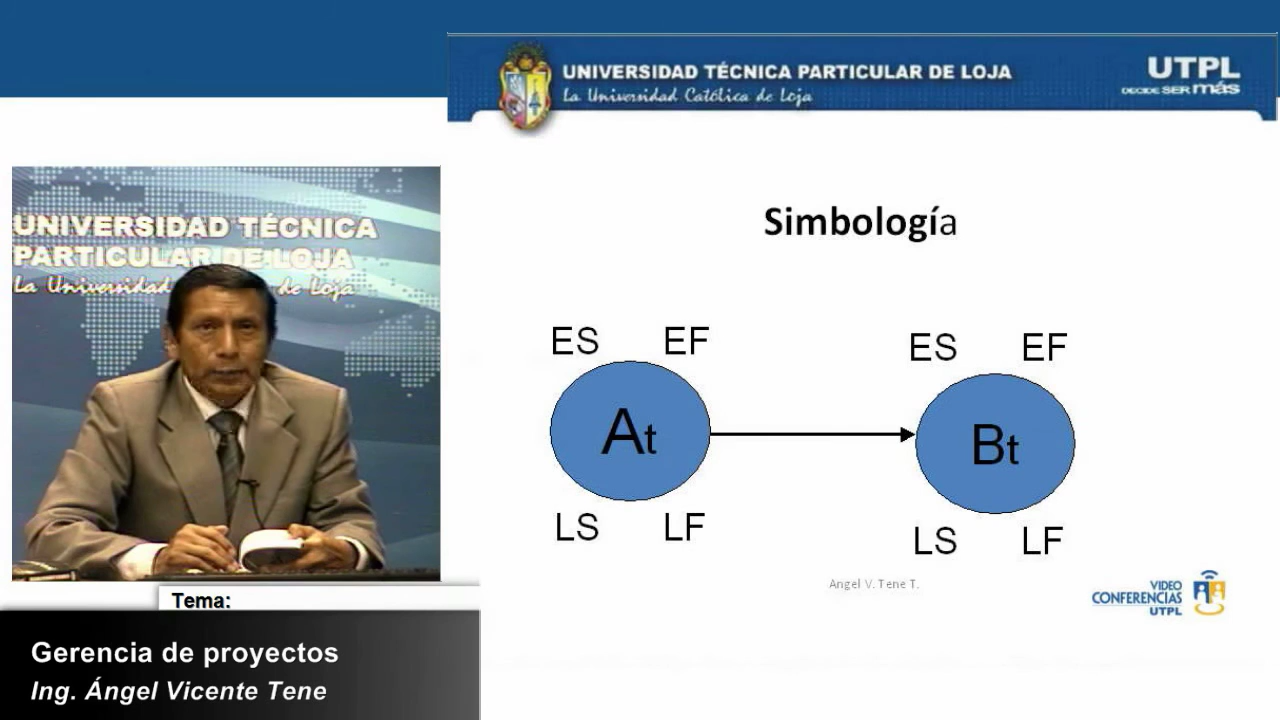 UNIVERSIDAD TÉCNICA PARTICULAR DE LOJA
La Universidad Católica de Loja
UTPL
DECIDE SER más
UNIVERSIDAD TÉCNICA
PARTICULAR DE LOJA
La Universidad de Loja
Simbología
ES EF ES EF
At Bt
LS LF LS LF
Angel V. Tene T.
VIDEO
CONFERENCIAS
UTPL
Tema:
Gerencia de proyectos
Ing. Ángel Vicente Tene